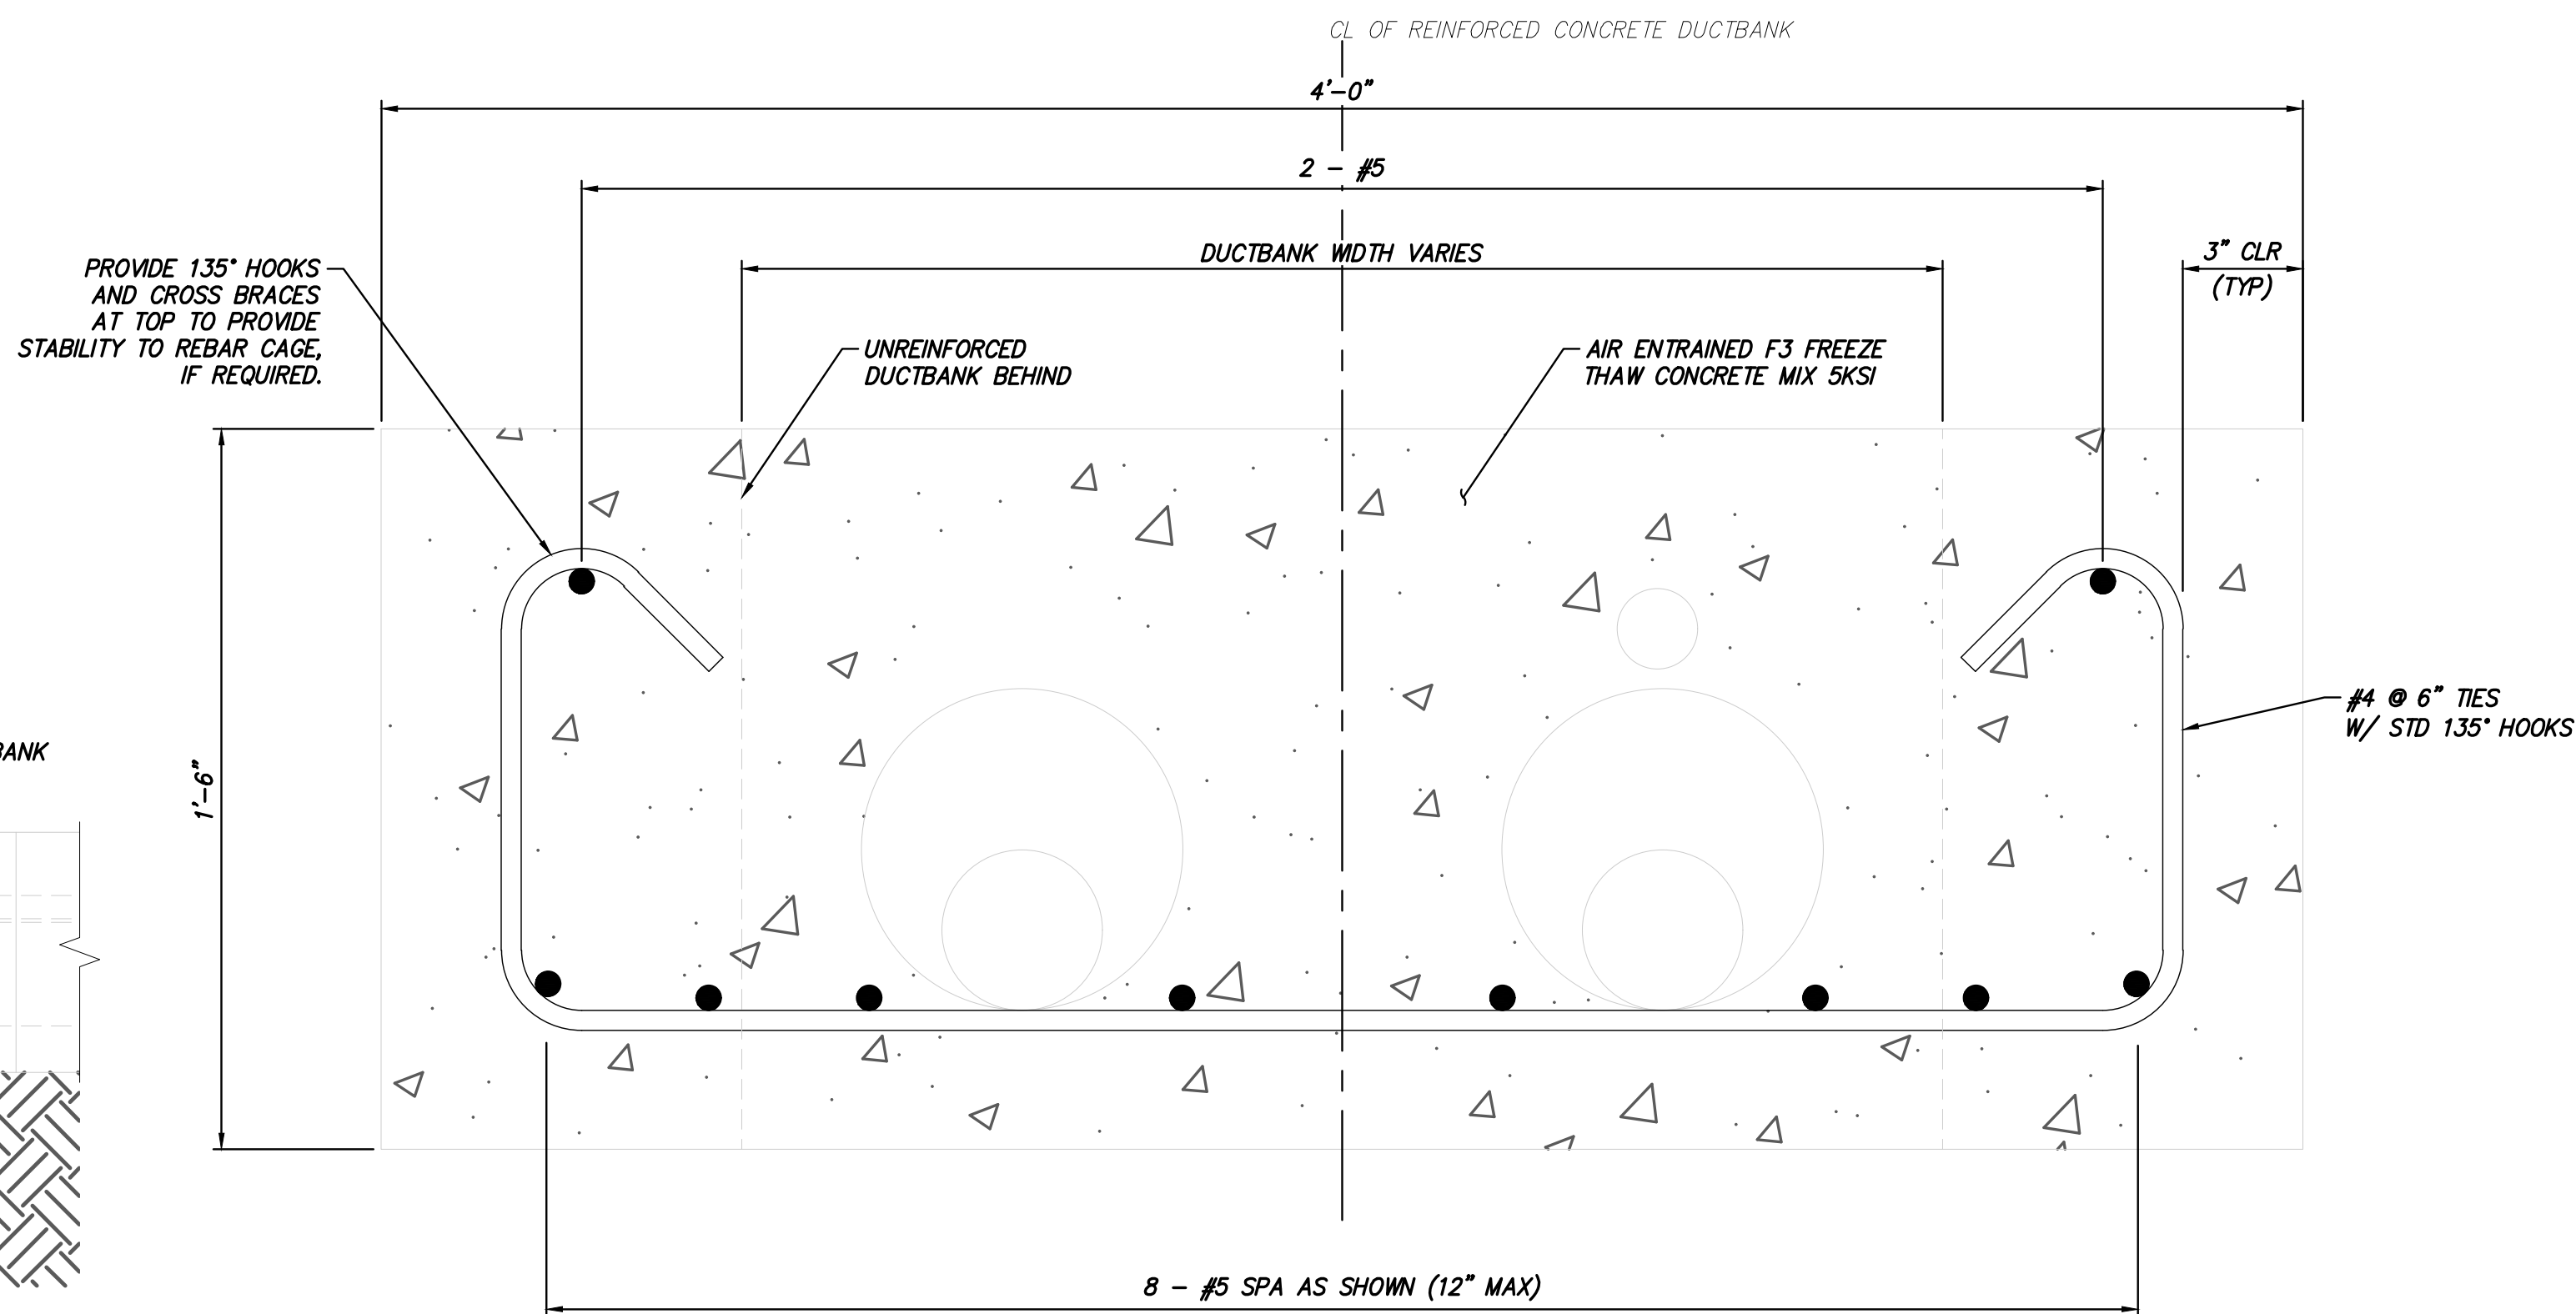 CL OF REINFORCED CONCRETE DUCTBANK
4'-0"
2 - #5
DUCTBANK WIDTH VARIES
3" CLR
(TYP)
PROVIDE 135° HOOKS
AND CROSS BRACES
AT TOP TO PROVIDE
STABILITY TO REBAR CAGE,
IF REQUIRED.
UNREINFORCED
DUCTBANK BEHIND
AIR ENTRAINED F3 FREEZE
THAW CONCRETE MIX 5KSI
#4 @ 6" TIES
W/ STD 135° HOOKS
BANK
1'-6"
8 - #5 SPA AS SHOWN (12" MAX)